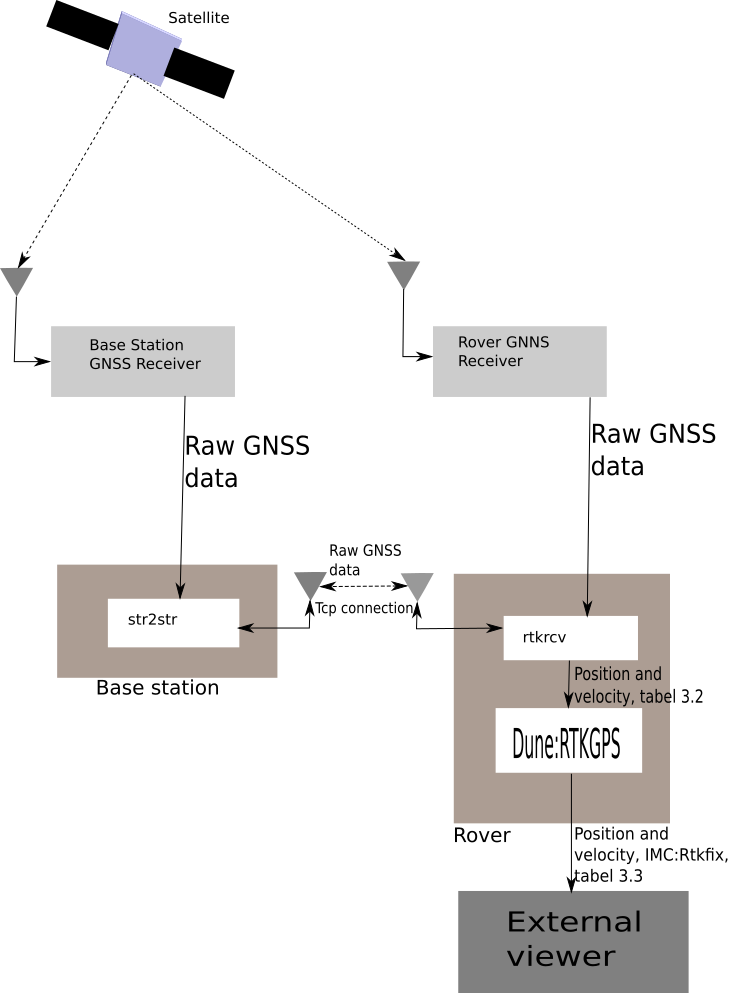 Satellite
Base Station
GNSS Receiver
Rover GNNS
Receiver
Raw GNSS
data
Raw GNSS
data
Raw GNSS
data
Tcp connection
str2str
Base station
rtkrcv
Position and
velocity, tabel 3.2
Dune:RTKGPS
Rover
Position and
velocity, IMC:Rtkfix,
tabel 3.3
External
viewer